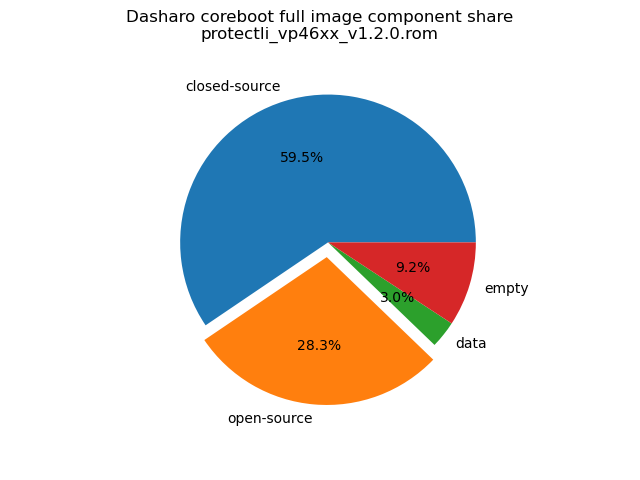 Dasharo coreboot full image component share
protectli_vp46xx_v1.2.0.rom
closed-source
59.5%
9.2%
empty
3.0%
data
28.3%
open-source